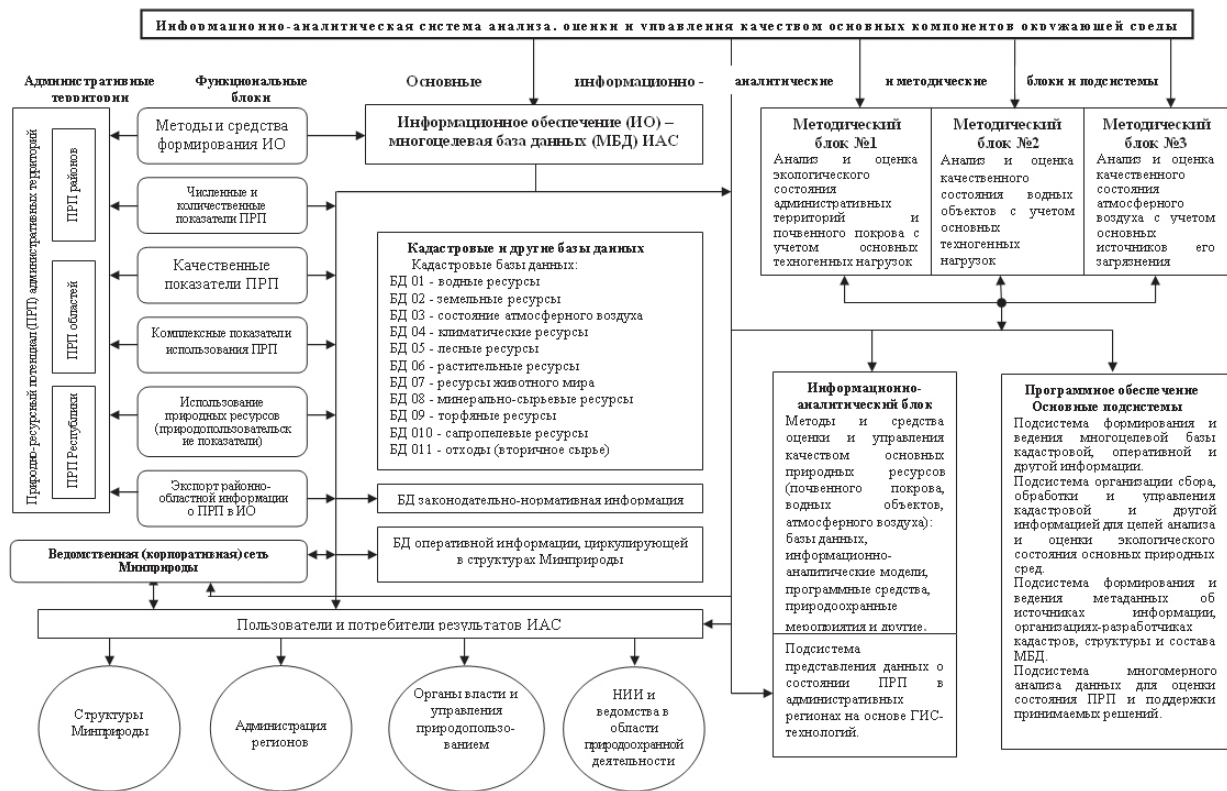 Информационно-аналитическая система анализа. оценки и управления качеством основных компонентов окружающей среды
Административные
территории
Функциональные
блоки
Основные информационно - аналитические и методические блоки и подсистемы
Природно-ресурсный потенциал (ПРП) административных территорий
ПРП районов
ПРП областей
ПРП Республики
Методы и средства
формирования ИО
Численные и
количественные
показатели ПРП
Качественные
показатели ПРП
Комплексные показатели
использования ПРП
Использование
природных ресурсов
(природопользовательск
ие показатели)
Экспорт районно-
областной информации
о ПРП в ИО
Ведомственная (корпоративная)сеть
Минприроды
Информационное обеспечение (ИО) –
многоцелевая база данных (МБД) ИАС
Кадастровые и другие базы данных
Кадастровые базы данных:
БД 01 - водные ресурсы
БД 02 - земельные ресурсы
БД 03 - состояние атмосферного воздуха
БД 04 - климатические ресурсы
БД 05 - лесные ресурсы
БД 06 - растительные ресурсы
БД 07 - ресурсы животного мира
БД 08 - минерально-сырьевые ресурсы
БД 09 - торфяные ресурсы
БД 010 - сапропелевые ресурсы
БД 011 - отходы (вторичное сырье)
БД законодательно-нормативная информация
БД оперативной информации, циркулирующей
в структурах Минприроды
Пользователи и потребители результатов ИАС
Структуры
Минприроды
Администрация
регионов
Органы власти и
управления
природопользо-
ванием
НИИ и
ведомства в
области
природоохранной
деятельности
Методический
блок №1
Анализ и оценка
экологического
состояния
административных
территорий и
почвенного покрова с
учетом основных
техногенных нагрузок
Методический
блок №2
Анализ и оценка
качественного
состояния водных
объектов с учетом
основных
техногенных
нагрузок
Методический
блок №3
Анализ и оценка
качественного
состояния
атмосферного
воздуха с учетом
основных
источников его
загрязнения
Информационно-
аналитический блок
Методы и средства
оценки и управления
качеством основных
природных ресурсов
(почвенного покрова,
водных объектов,
атмосферного воздуха):
базы данных,
информационно-
аналитические модели,
программные средства,
природоохранные
мероприятия и другие.
Подсистема
представления данных о
состоянии ПРП в
административных
регионах на основе ГИС-
технологий.
Программное обеспечение
Основные подсистемы
Подсистема формирования и
ведения многоцелевой базы
кадастровой, оперативной и
другой информации.
Подсистема организации сбора,
обработки и управления
кадастровой и другой
информацией для целей анализа
и оценки экологического
состояния основных природных
сред.
Подсистема формирования и
ведения метаданных об
источниках информации,
организациях-разработчиках
кадастров, структуры и состава
МБД.
Подсистема многомерного
анализа данных для оценки
состояния ПРП и поддержки
принимаемых решений.